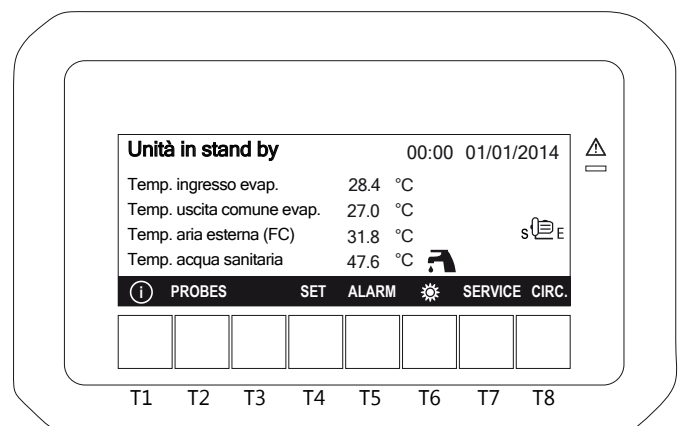 Unità in stand by 00:00 01/01/2014
Temp. ingresso evap. 28.4 °C
Temp. uscita comune evap. 27.0 °C
Temp. aria esterna (FC) 31.8 °C
S E
Temp. acqua sanitaria 47.6 °C
i PROBES SET ALARM SERVICE CIRC.
T1 T2 T3 T4 T5 T6 T7 T8